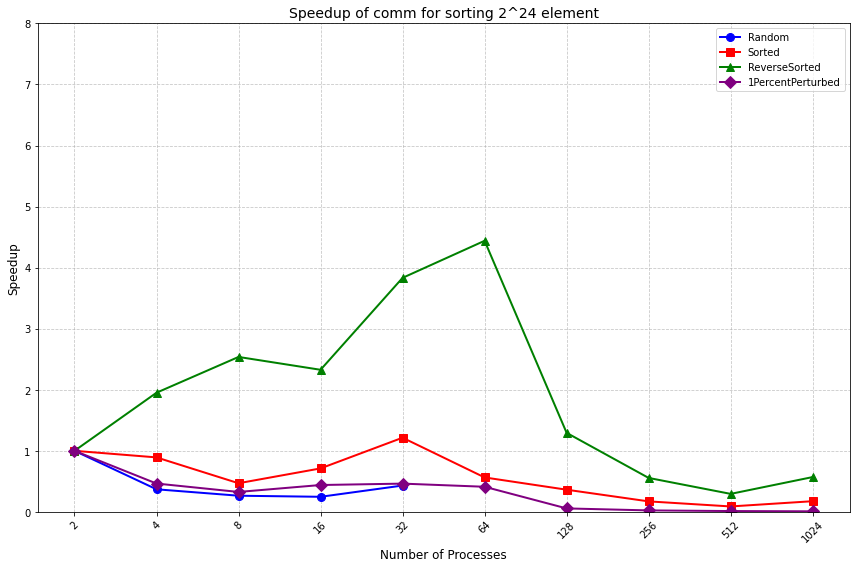 Speedup of comm for sorting 2^24 element
Random
Sorted
ReverseSorted
1PercentPerturbed
Speedup
8
7
6
5
4
3
2
1
0
2
4
8
16
32
64
128
256
512
1024
Number of Processes